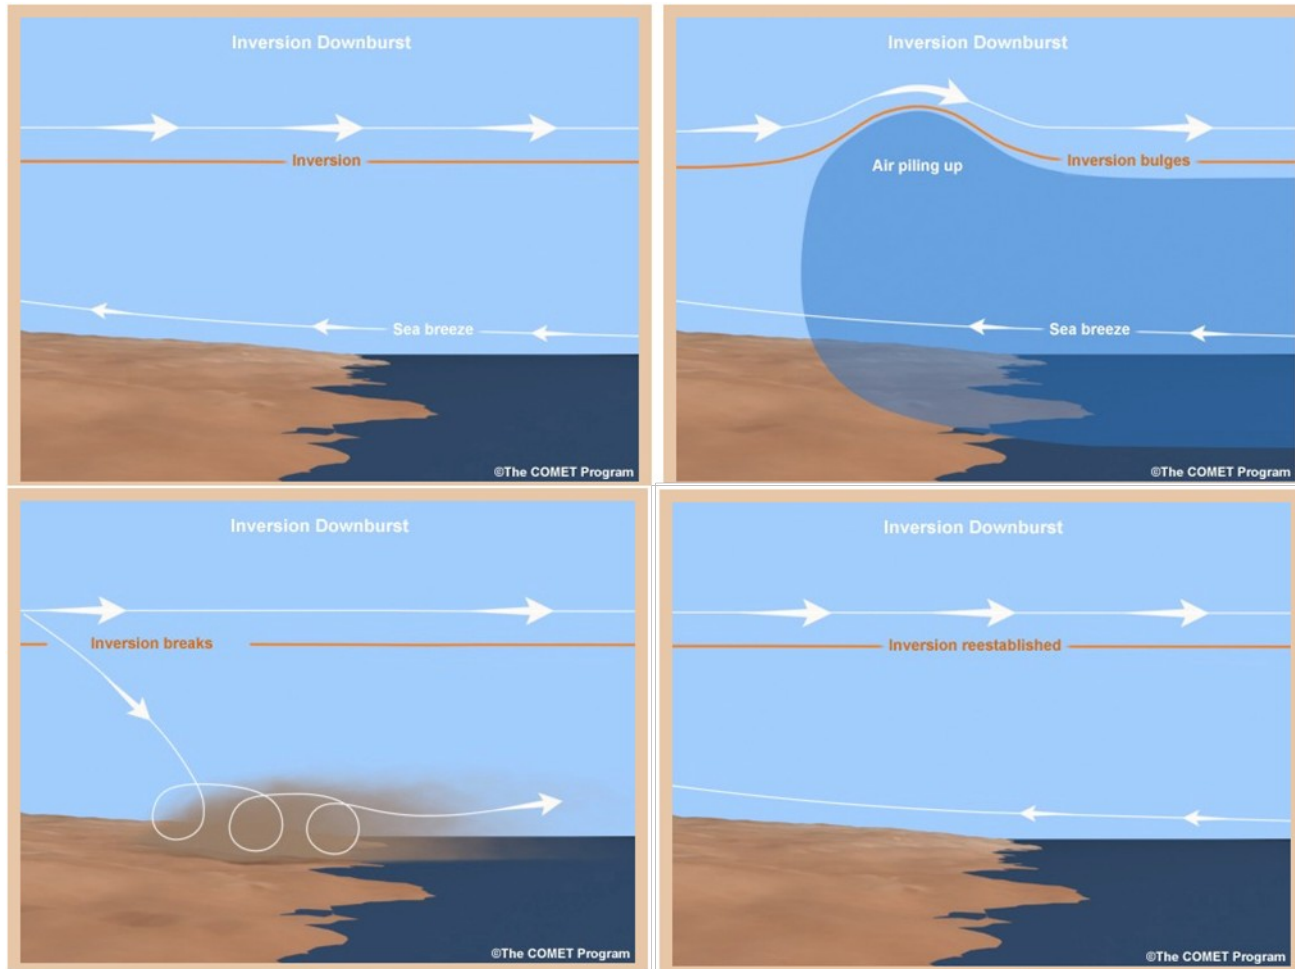 Inversion Downburst
Inversion
Sea breeze
©The COMET Program
Inversion Downburst
Air piling up
Inversion bulges
Sea breeze
©The COMET Program
Inversion Downburst
Inversion breaks
©The COMET Program
Inversion Downburst
Inversion reestablished
©The COMET Program